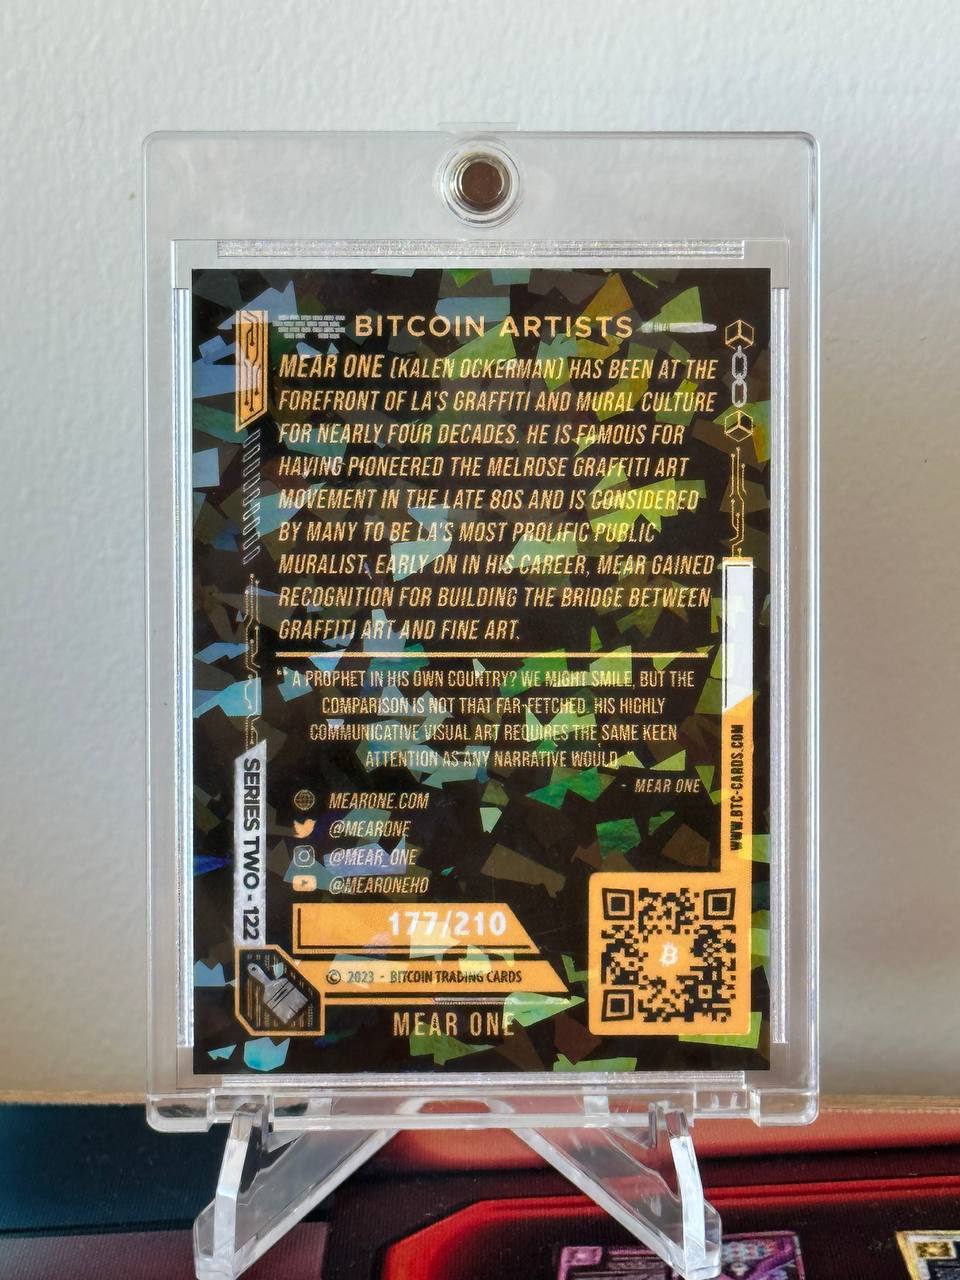 BITCOIN ARTISTS
MEAR ONE (KALEN OCKERMAN) HAS BEEN AT THE
FOREFRONT OF LA'S GRAFFITI AND MURAL CULTURE
FOR NEARLY FOUR DECADES. HE IS FAMOUS FOR
HAVING PIONEERED THE MELROSE GRAFFITI ART
MOVEMENT IN THE LATE 80S AND IS CONSIDERED
BY MANY TO BE LA'S MOST PROLIFIC PUBLIC
MURALIST. EARLY ON IN HIS CAREER, MEAR GAINED
RECOGNITION FOR BUILDING THE BRIDGE BETWEEN
GRAFFITI ART AND FINE ART.
“ A PROPHET IN HIS OWN COUNTRY? WE MIGHT SMILE, BUT THE
COMPARISON IS NOT THAT FAR-FETCHED. HIS HIGHLY
COMMUNICATIVE VISUAL ART REQUIRES THE SAME KEEN
ATTENTION AS ANY NARRATIVE WOULD. ”
- MEAR ONE
MEARONE.COM
@MEARONE
@MEAR_ONE
@MEARONEHD
177/210
© 2023 - BITCOIN TRADING CARDS
MEAR ONE
SERIES TWO - 122
WWW.BTC-CARDS.COM